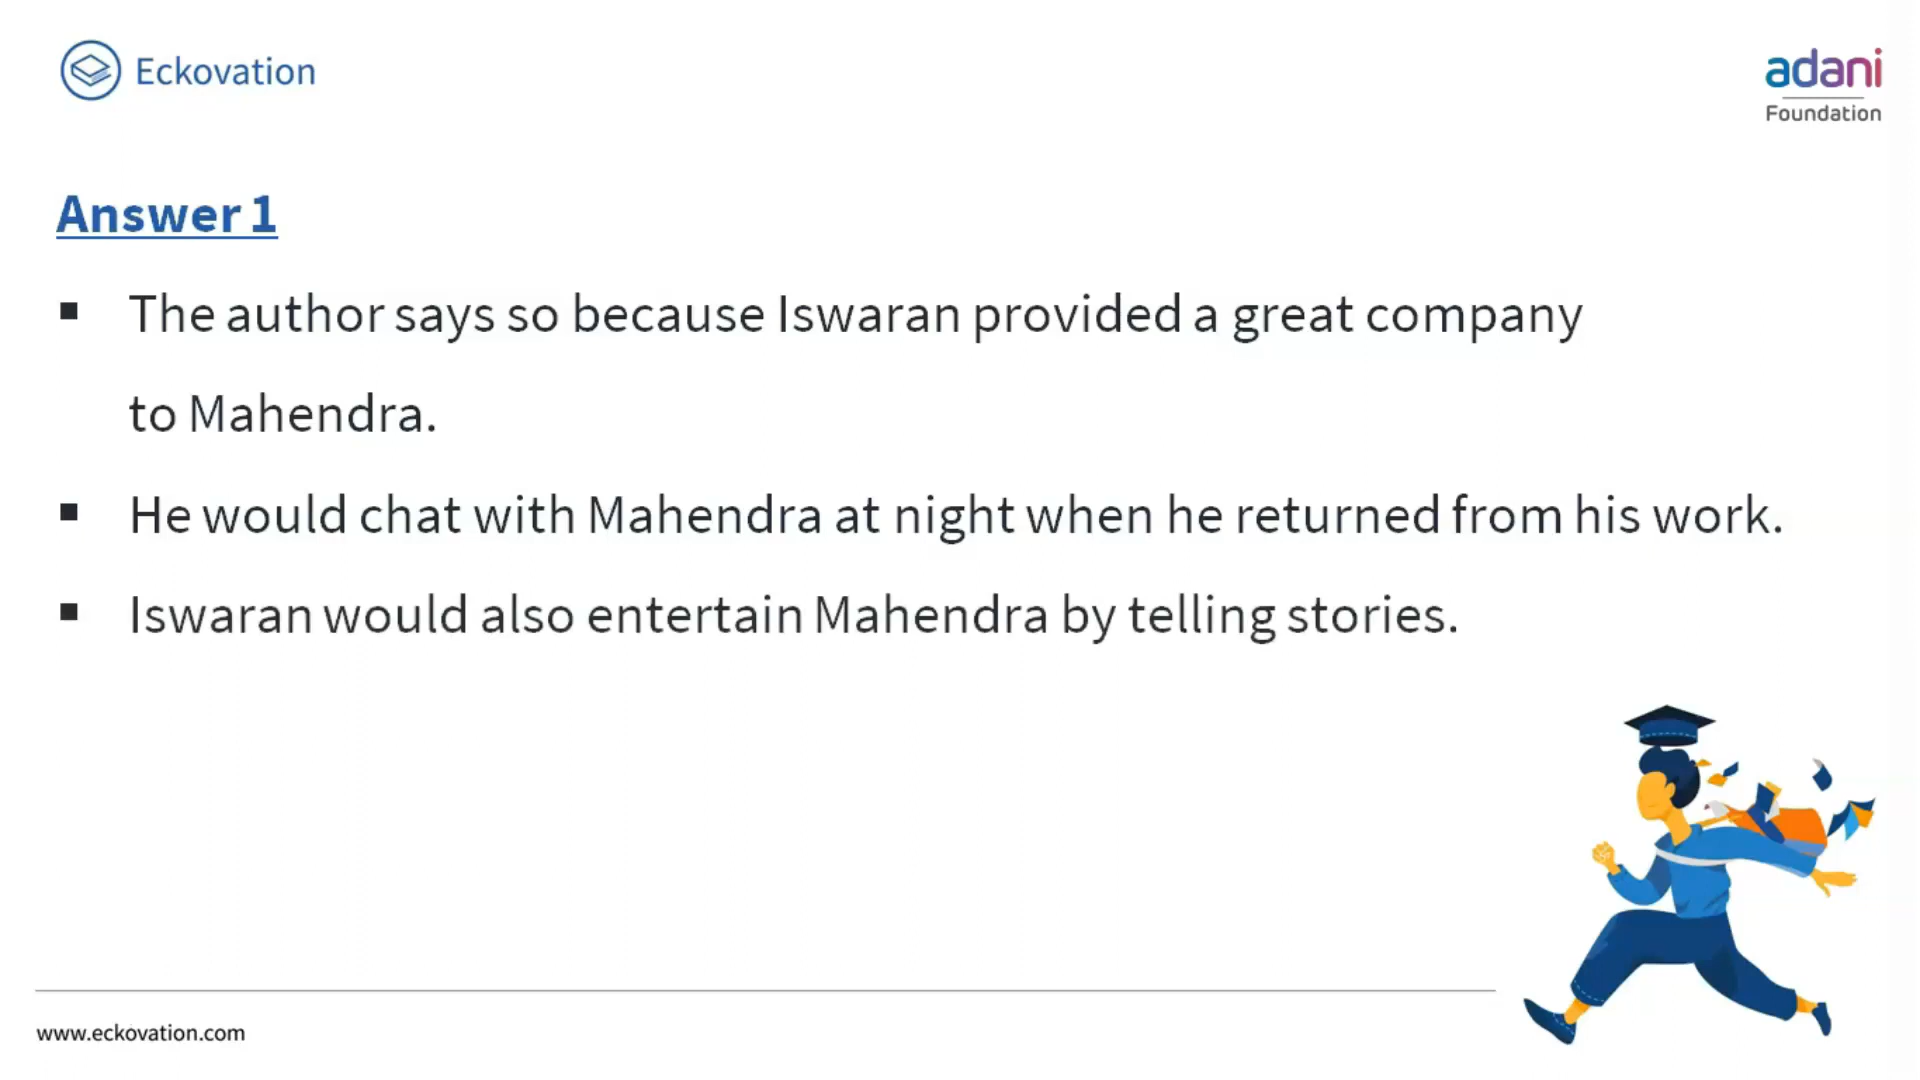 Eckovation
adani
Foundation
Answer 1
▪ The author says so because Iswaran provided a great company
to Mahendra.
▪ He would chat with Mahendra at night when he returned from his work.
▪ Iswaran would also entertain Mahendra by telling stories.
www.eckovation.com